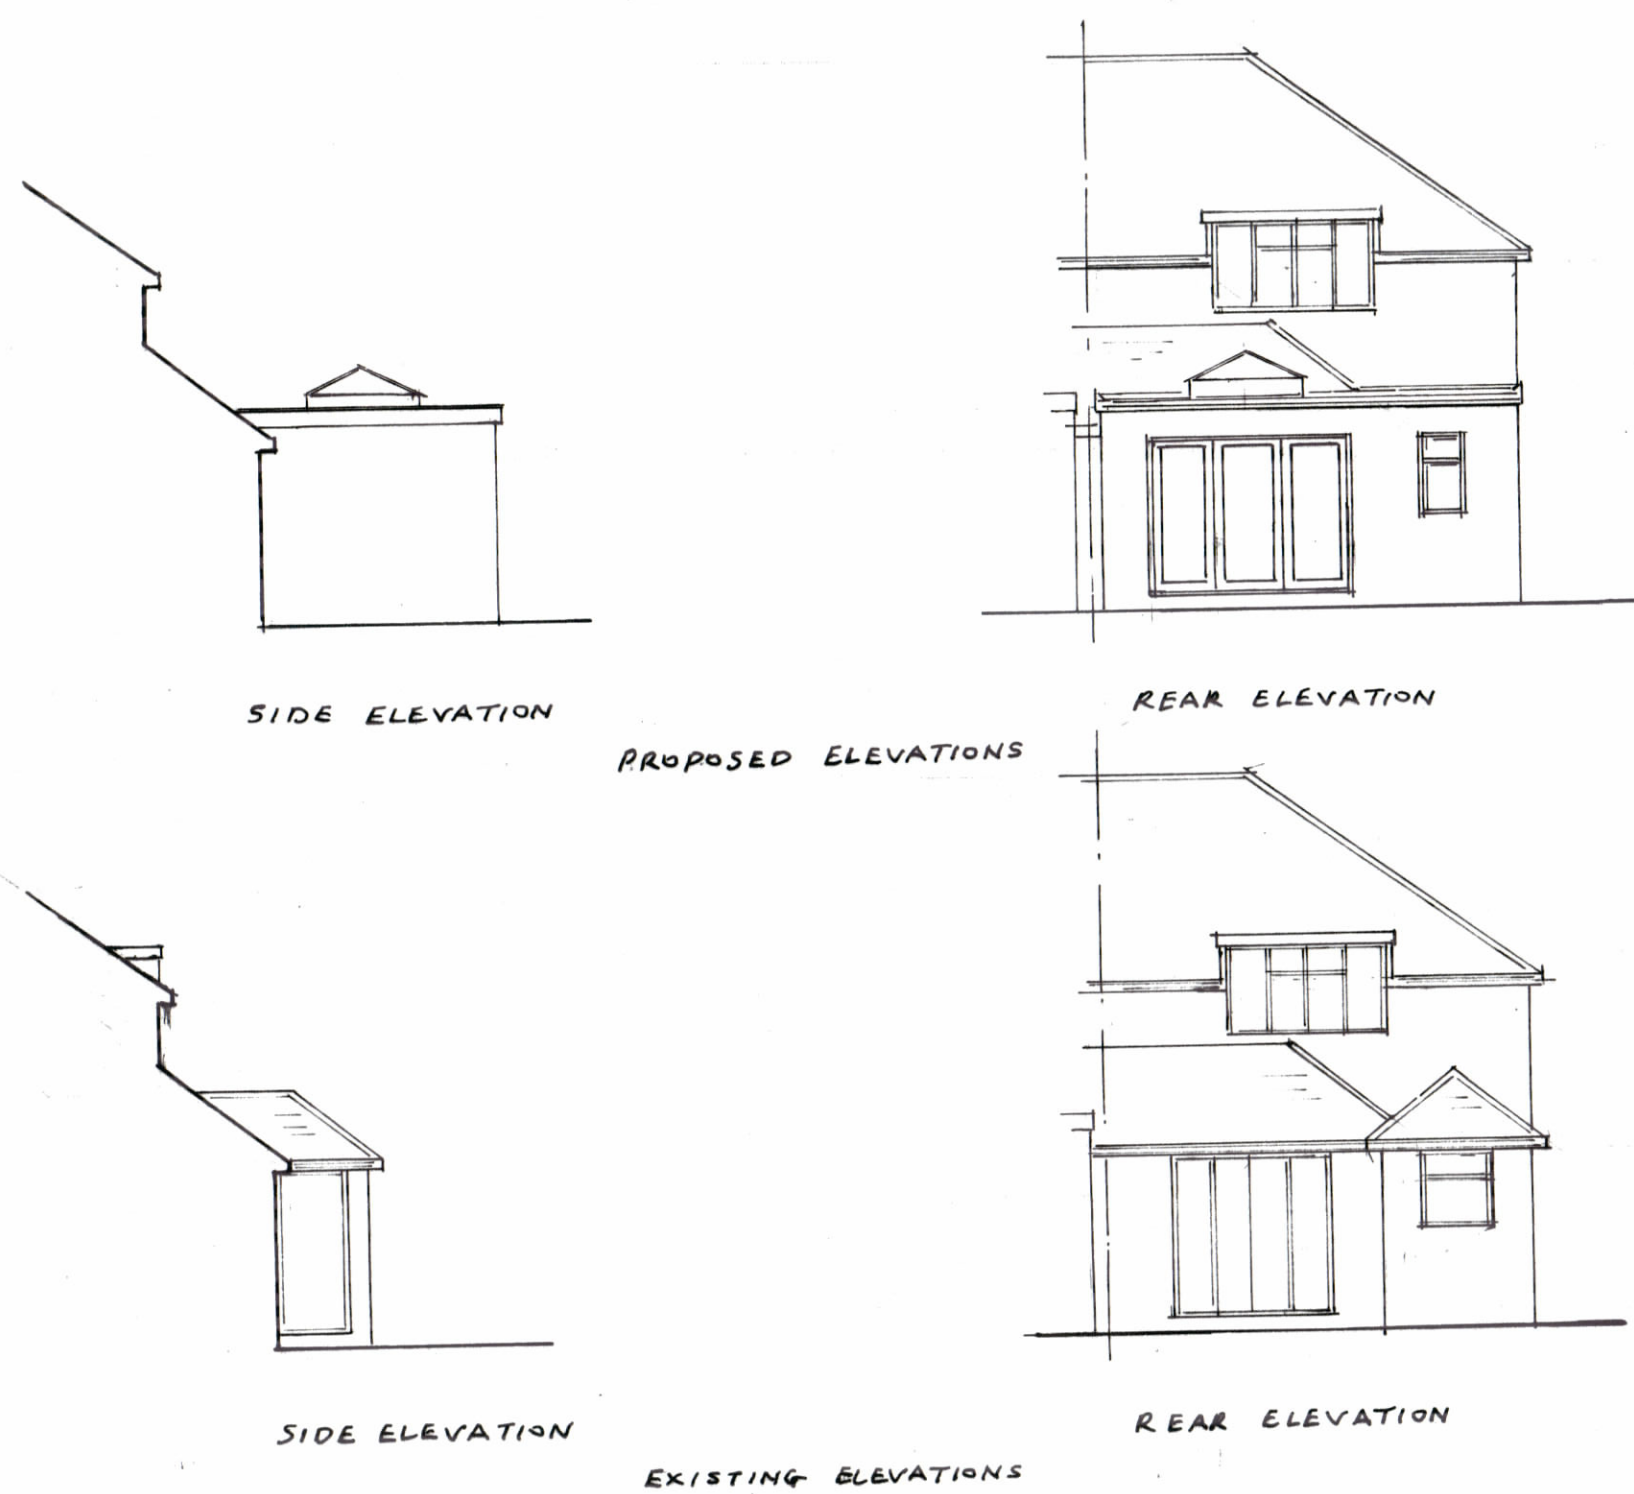 SIDE ELEVATION
REAR ELEVATION
PROPOSED ELEVATIONS
SIDE ELEVATION
REAR ELEVATION
EXISTING ELEVATIONS